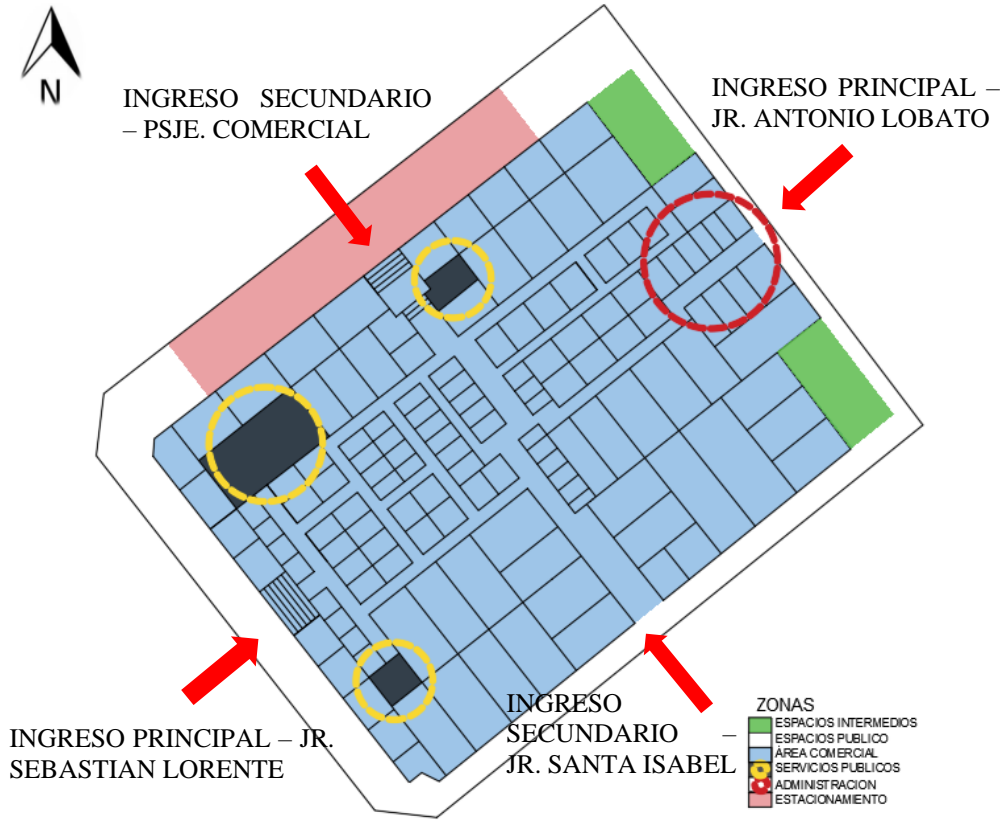 N
INGRESO SECUNDARIO
– PSJE. COMERCIAL
INGRESO PRINCIPAL –
JR. ANTONIO LOBATO
INGRESO PRINCIPAL – JR.
SEBASTIAN LORENTE
INGRESO
SECUNDARIO –
JR. SANTA ISABEL
ZONAS
ESPACIOS INTERMEDIOS
ESPACIOS PUBLICO
ÁREA COMERCIAL
SERVICIOS PUBLICOS
ADMINISTRACION
ESTACIONAMIENTO